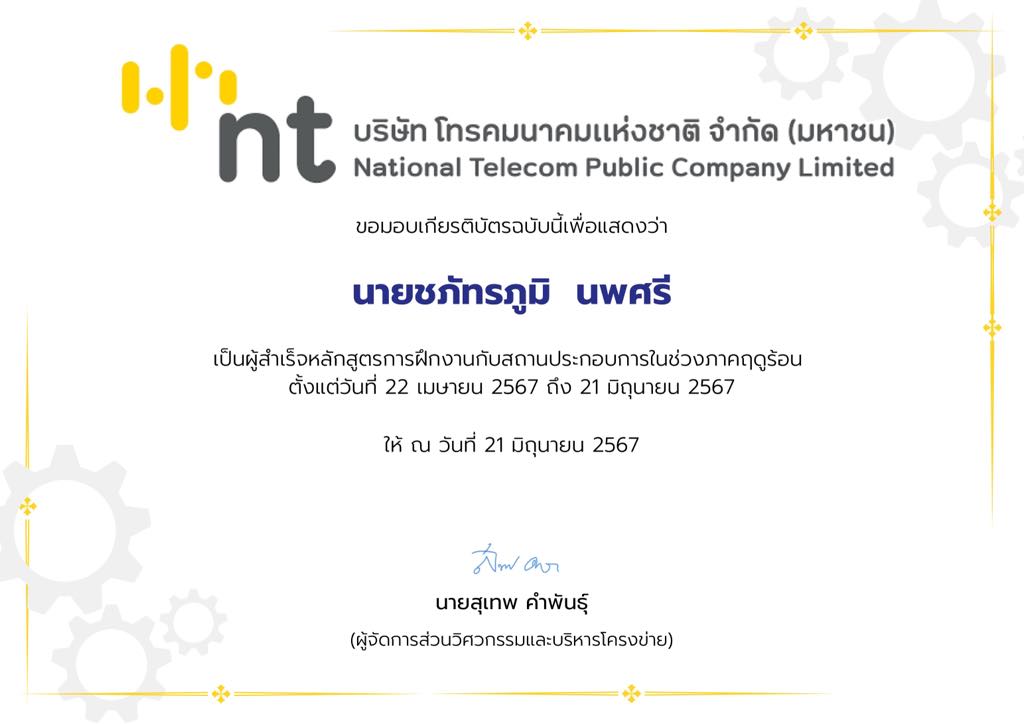 nt
บริษัท โทรคมนาคมแห่งชาติ จำกัด (มหาชน)
National Telecom Public Company Limited
ขอมอบเกียรติบัตรฉบับนี้เพื่อแสดงว่า
นายชภัทรภูมิ นพศรี
เป็นผู้สำเร็จหลักสูตรการฝึกงานกับสถานประกอบการในช่วงภาคฤดูร้อน
ตั้งแต่วันที่ 22 เมษายน 2567 ถึง 21 มิถุนายน 2567
ให้ ณ วันที่ 21 มิถุนายน 2567
นายสุเทพ คำพันธุ์
(ผู้จัดการส่วนวิศวกรรมและบริหารโครงข่าย)